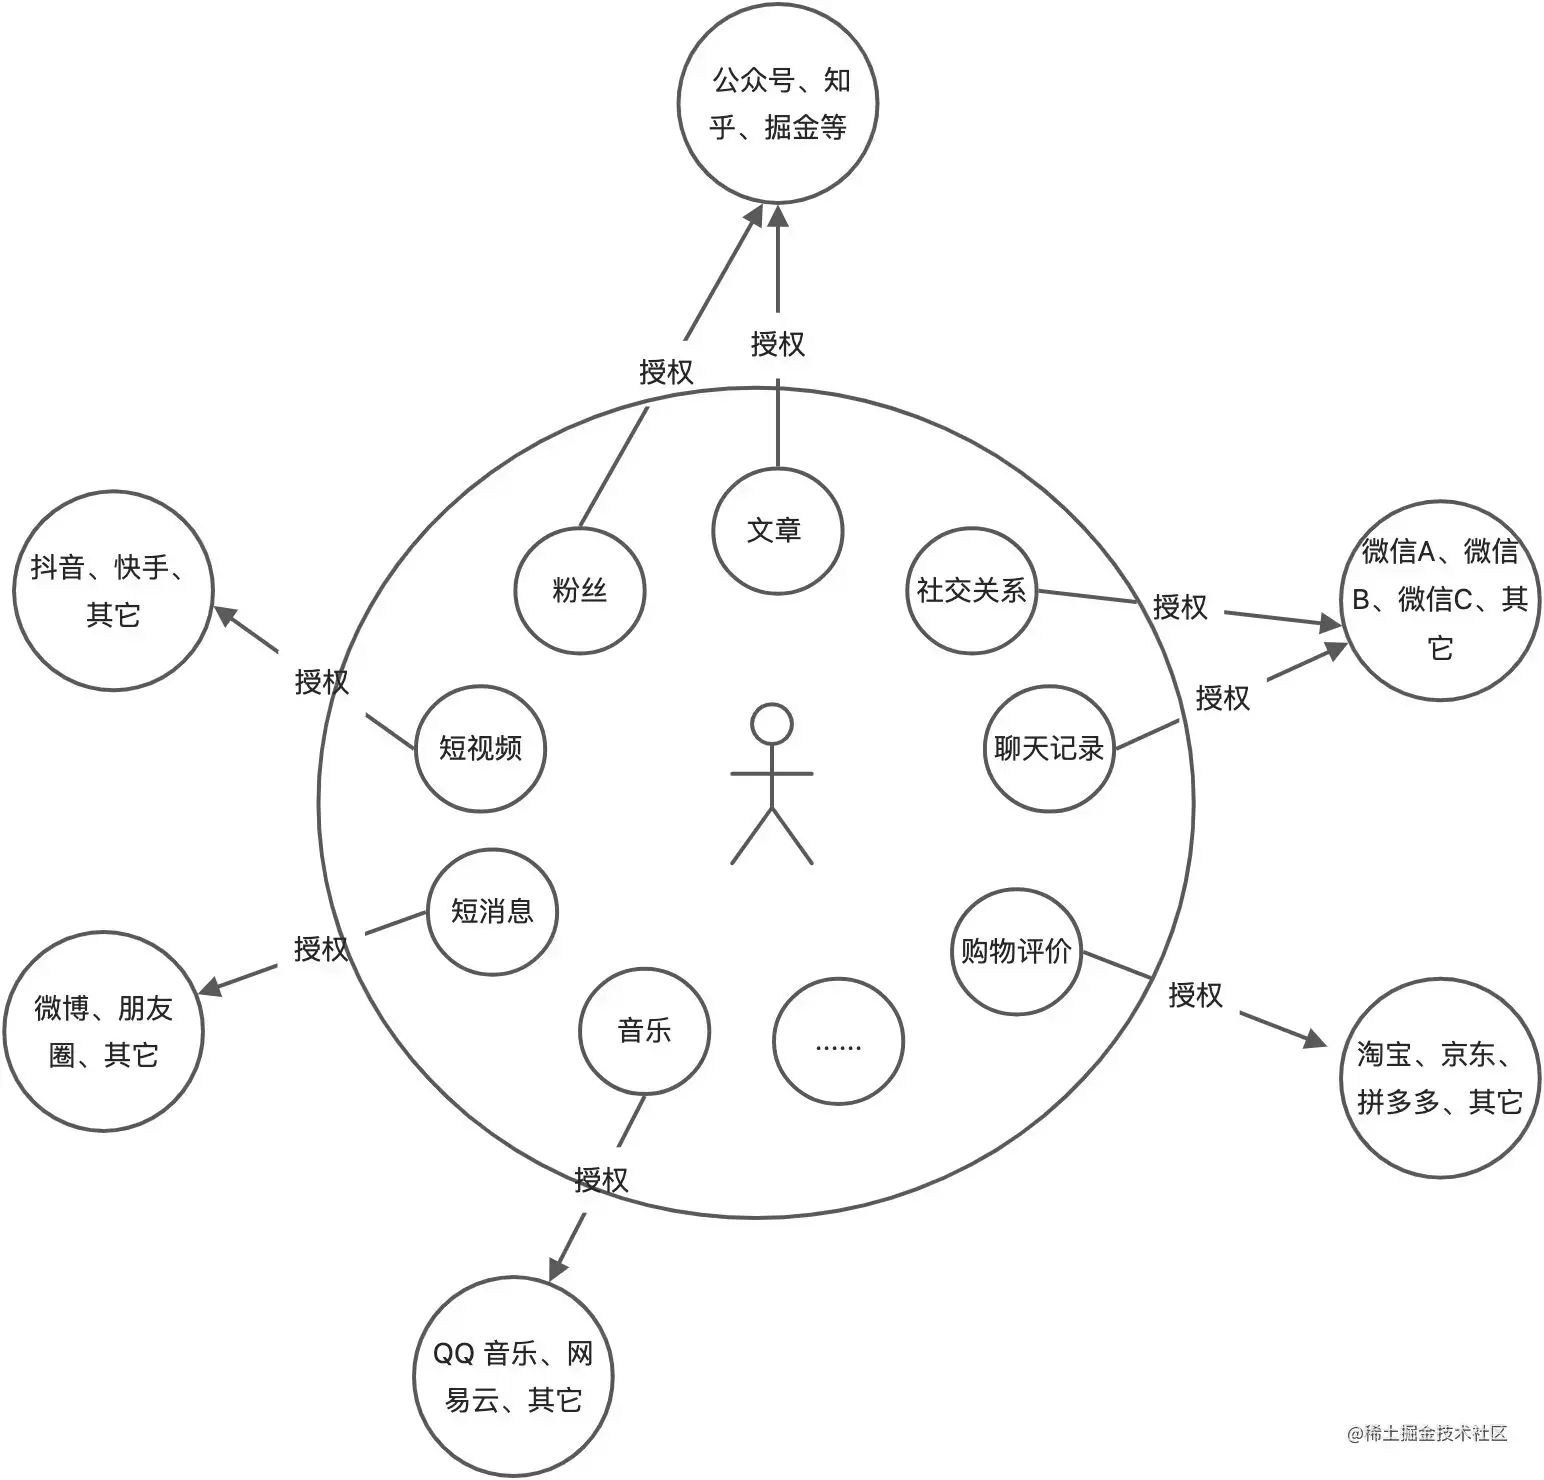 公众号、知
乎、掘金等
授权
授权
文章
粉丝
社交关系
抖音、快手、
其它
微信A、微信
B、微信C、其
它
授权
授权
授权
短视频
聊天记录
短消息
购物评价
授权
授权
微博、朋友
圈、其它
音乐
......
淘宝、京东、
拼多多、其它
授权
QQ 音乐、网
易云、其它
@稀土掘金技术社区